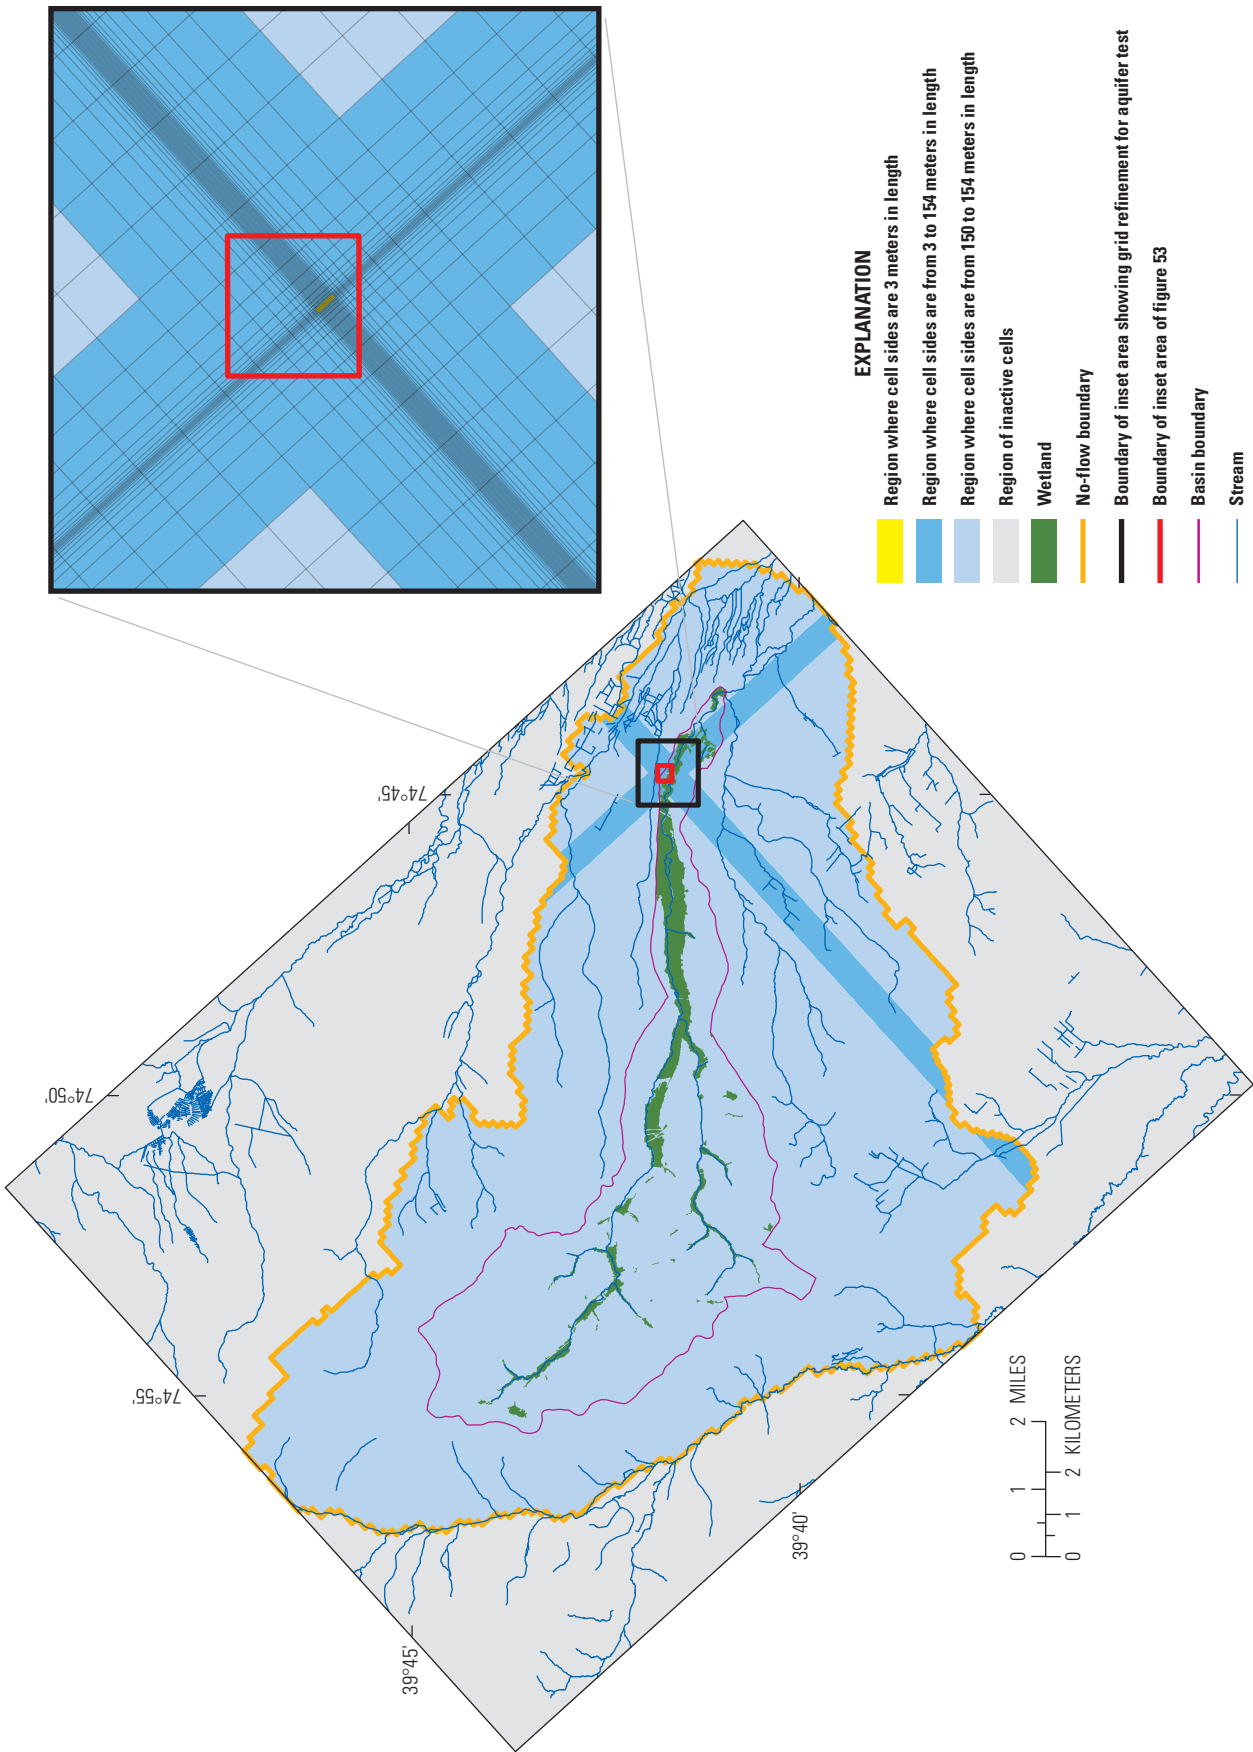 74°45'
74°50'
74°55'
39°45'
39°40'
0 1 2 MILES
0 1 2 KILOMETERS
EXPLANATION
Region where cell sides are 3 meters in length
Region where cell sides are from 3 to 154 meters in length
Region where cell sides are from 150 to 154 meters in length
Region of inactive cells
Wetland
No-flow boundary
Boundary of inset area showing grid refinement for aquifer test
Boundary of inset area of figure 53
Basin boundary
Stream